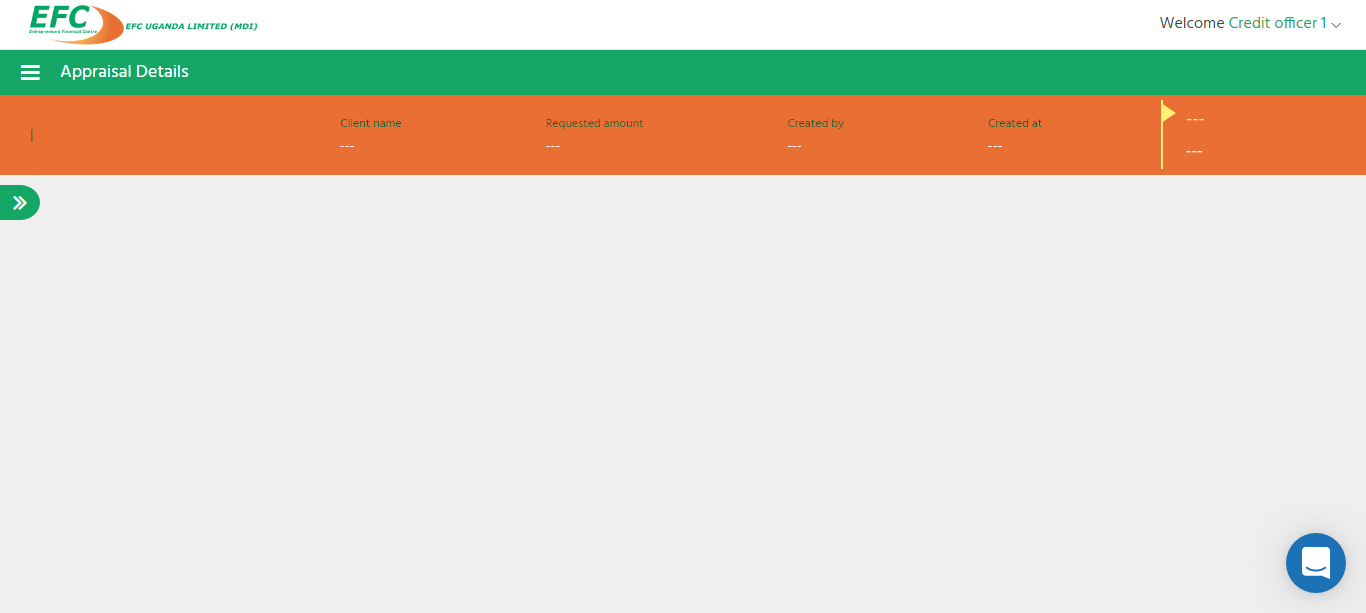 EFC
Entrepreneurs Financial Centre
EFC UGANDA LIMITED (MDI)
Welcome Credit officer 1
Appraisal Details
|
Client name
---
Requested amount
---
Created by
---
Created at
---
---
---